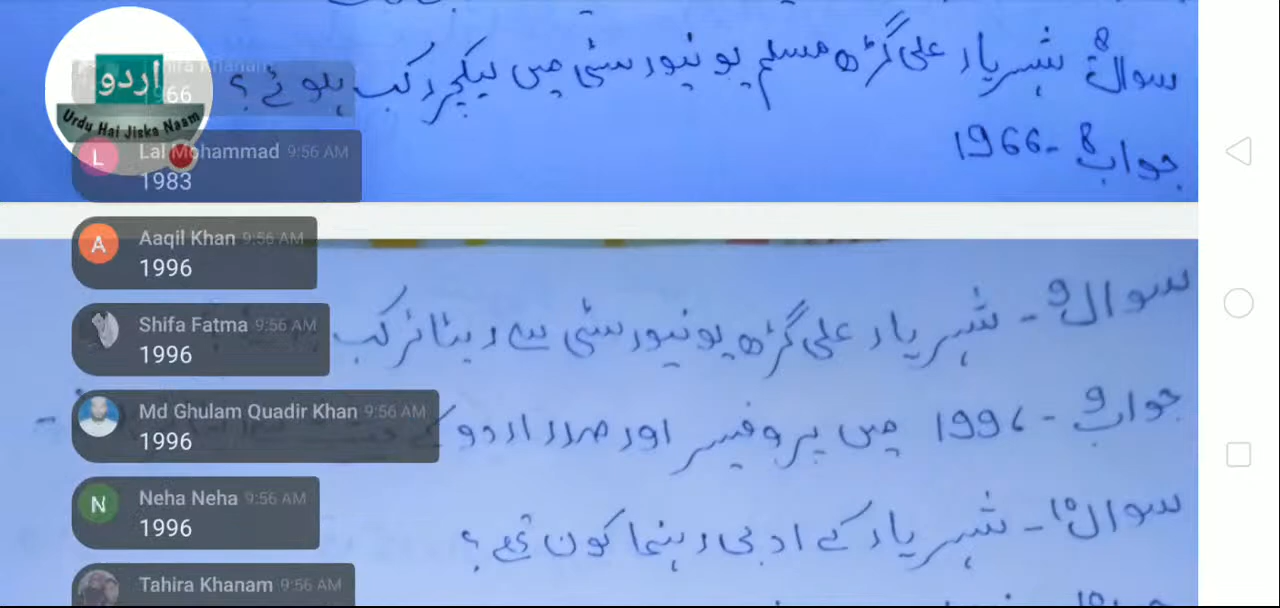 سوال 8 شہریار علی گڑھ مسلم یونیورسٹی میں لیکچرر کب ہوئے؟
جواب 8 - 1966
سوال 9 - شہریار علی گڑھ یونیورسٹی سے ریٹائر کب
جواب 9 - 1996 میں پروفیسر اور صدر اردو کے
سوال 10 - شہریار کے ادبی رہنما کون تھے؟
اردو
Urdu Hai Jiska Naam
66
Lal Mohammad 9:56 AM
1983
Aaqil Khan 9:56 AM
1996
Shifa Fatma 9:56 AM
1996
Md Ghulam Quadir Khan 9:56 AM
1996
Neha Neha 9:56 AM
1996
Tahira Khanam 9:56 AM